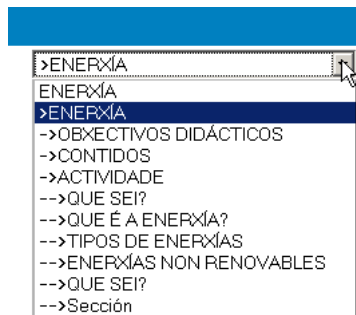 >ENERXÍA
ENERXÍA
>ENERXÍA
->OBXECTIVOS DIDÁCTICOS
->CONTIDOS
->ACTIVIDADE
-->QUE SEI?
-->QUE É A ENERXÍA?
-->TIPOS DE ENERXÍAS
-->ENERXÍAS NON RENOVABLES
-->QUE SEI?
-->Sección